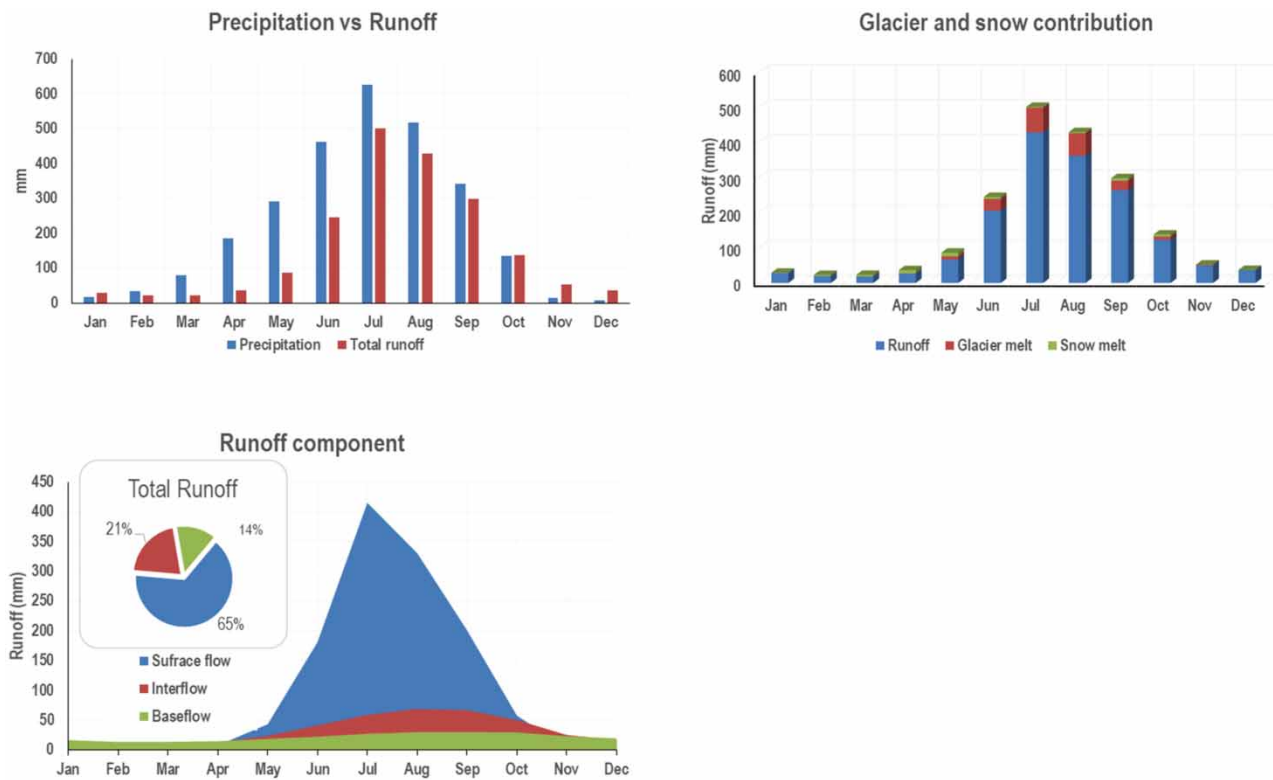 Precipitation vs Runoff
700
600
500
400
300
200
100
0
mm
Jan Feb Mar Apr May Jun Jul Aug Sep Oct Nov Dec
Precipitation Total runoff
Glacier and snow contribution
600
500
400
300
200
100
0
Runoff (mm)
Jan Feb Mar Apr May Jun Jul Aug Sep Oct Nov Dec
Runoff Glacier melt Snow melt
Runoff component
450
400
350
300
250
200
150
100
50
0
Runoff (mm)
Total Runoff
21% 14%
65%
Sufrace flow
Interflow
Baseflow
Jan Feb Mar Apr May Jun Jul Aug Sep Oct Nov Dec